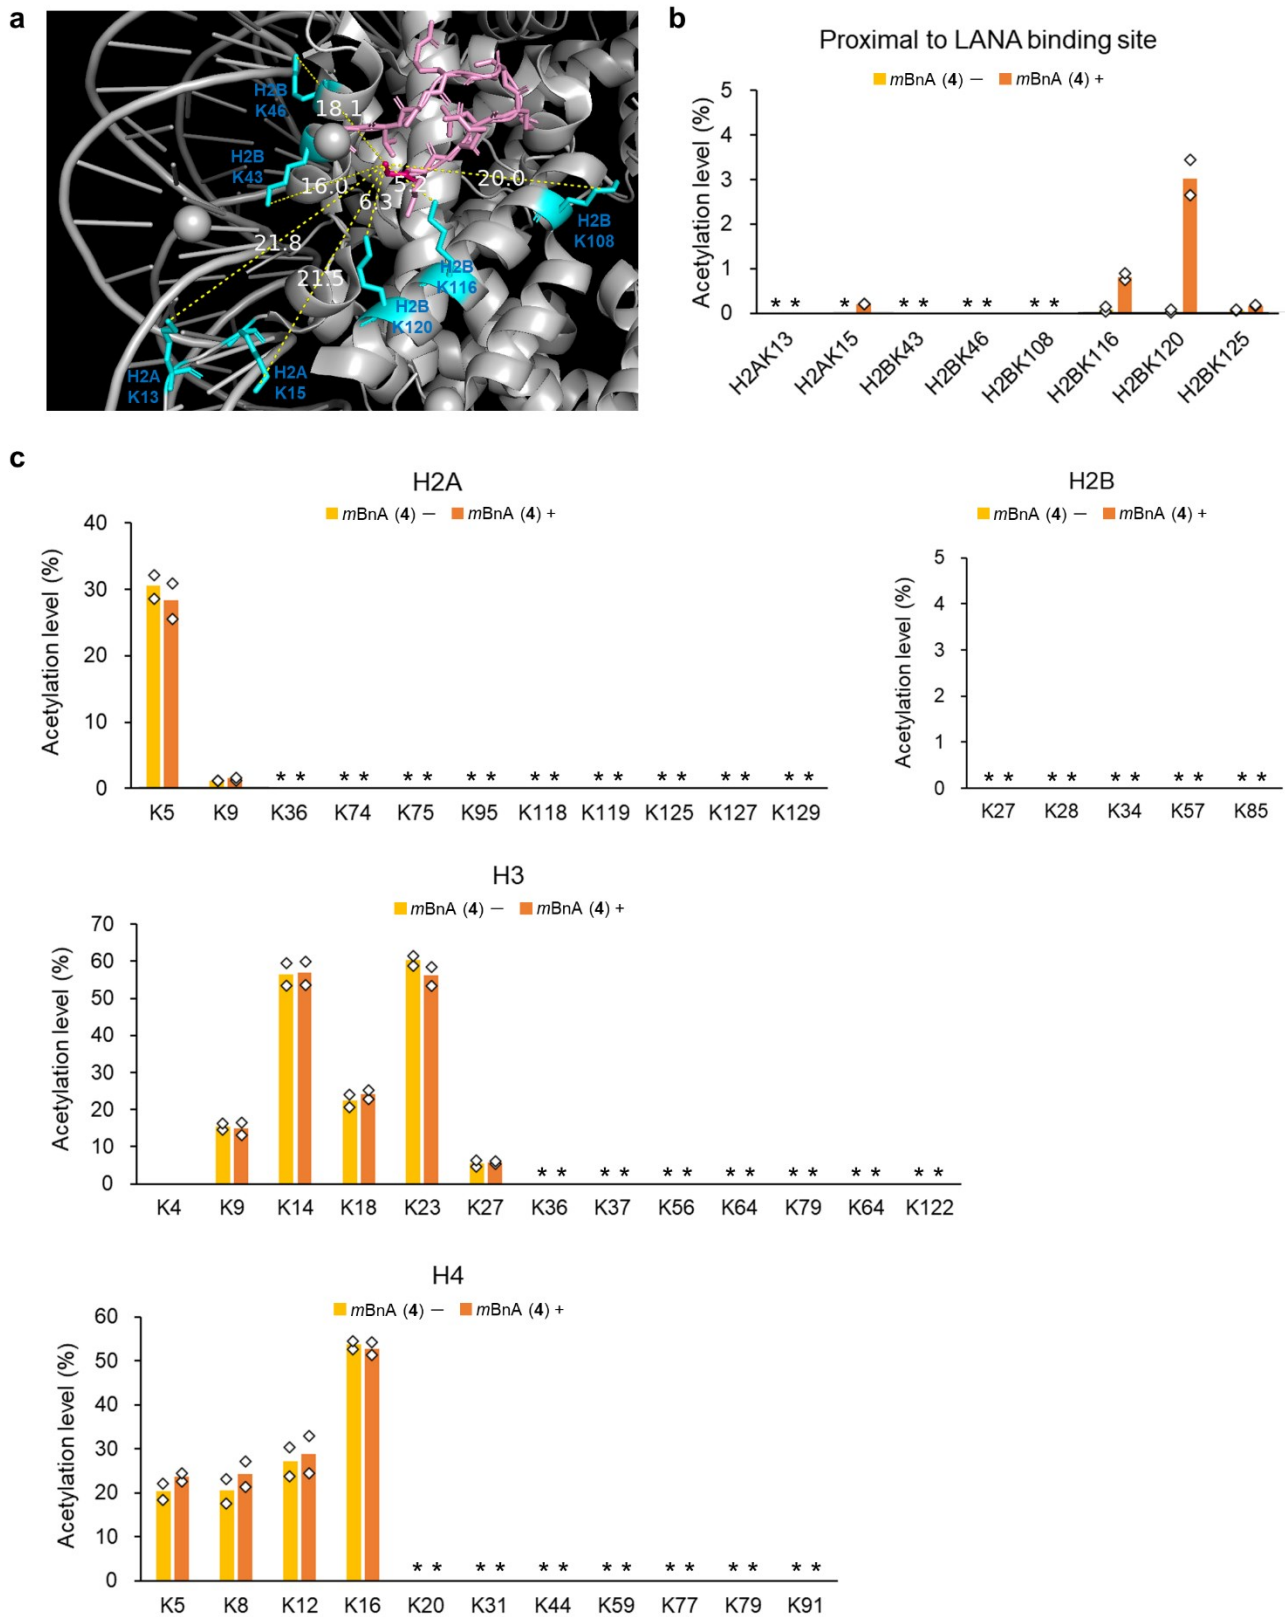 a
H2B
K46
18.1
H2B
K43
16.0
5.2
20.0
6.3
H2B
K108
21.8
H2B
K116
21.5
H2B
K120
H2A
K13
H2A
K15
b
Proximal to LANA binding site
mBnA (4) — mBnA (4) +
Acetylation level (%)
5
4
3
2
1
0
* * * * * * * * *
H2AK13 H2AK15 H2BK43 H2BK46 H2BK108 H2BK116 H2BK120 H2BK125
c
H2A
mBnA (4) — mBnA (4) +
Acetylation level (%)
40
30
20
10
0
* * * * * * * * * * * * * * * * * *
K5 K9 K36 K74 K75 K95 K118 K119 K125 K127 K129
H2B
mBnA (4) — mBnA (4) +
Acetylation level (%)
5
4
3
2
1
0
* * * * * * * * * *
K27 K28 K34 K57 K85
H3
mBnA (4) — mBnA (4) +
Acetylation level (%)
70
60
50
40
30
20
10
0
* * * * * * * * * * * * * *
K4 K9 K14 K18 K23 K27 K36 K37 K56 K64 K79 K64 K122
H4
mBnA (4) — mBnA (4) +
Acetylation level (%)
60
50
40
30
20
10
0
* * * * * * * * * * * * * *
K5 K8 K12 K16 K20 K31 K44 K59 K77 K79 K91